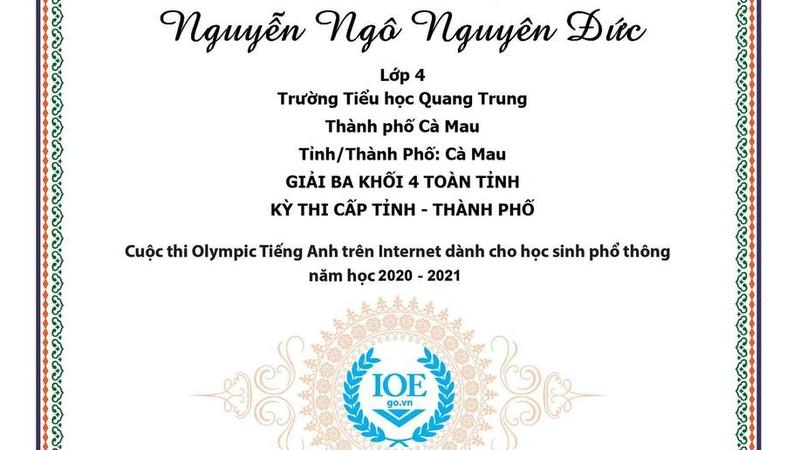 Nguyễn Ngô Nguyên Đức
Lớp 4
Trường Tiểu học Quang Trung
Thành phố Cà Mau
Tỉnh/Thành Phố: Cà Mau
GIẢI BA KHỐI 4 TOÀN TỈNH
KỲ THI CẤP TỈNH - THÀNH PHỐ
Cuộc thi Olympic Tiếng Anh trên Internet dành cho học sinh phổ thông
năm học 2020 - 2021
IOE
go.vn